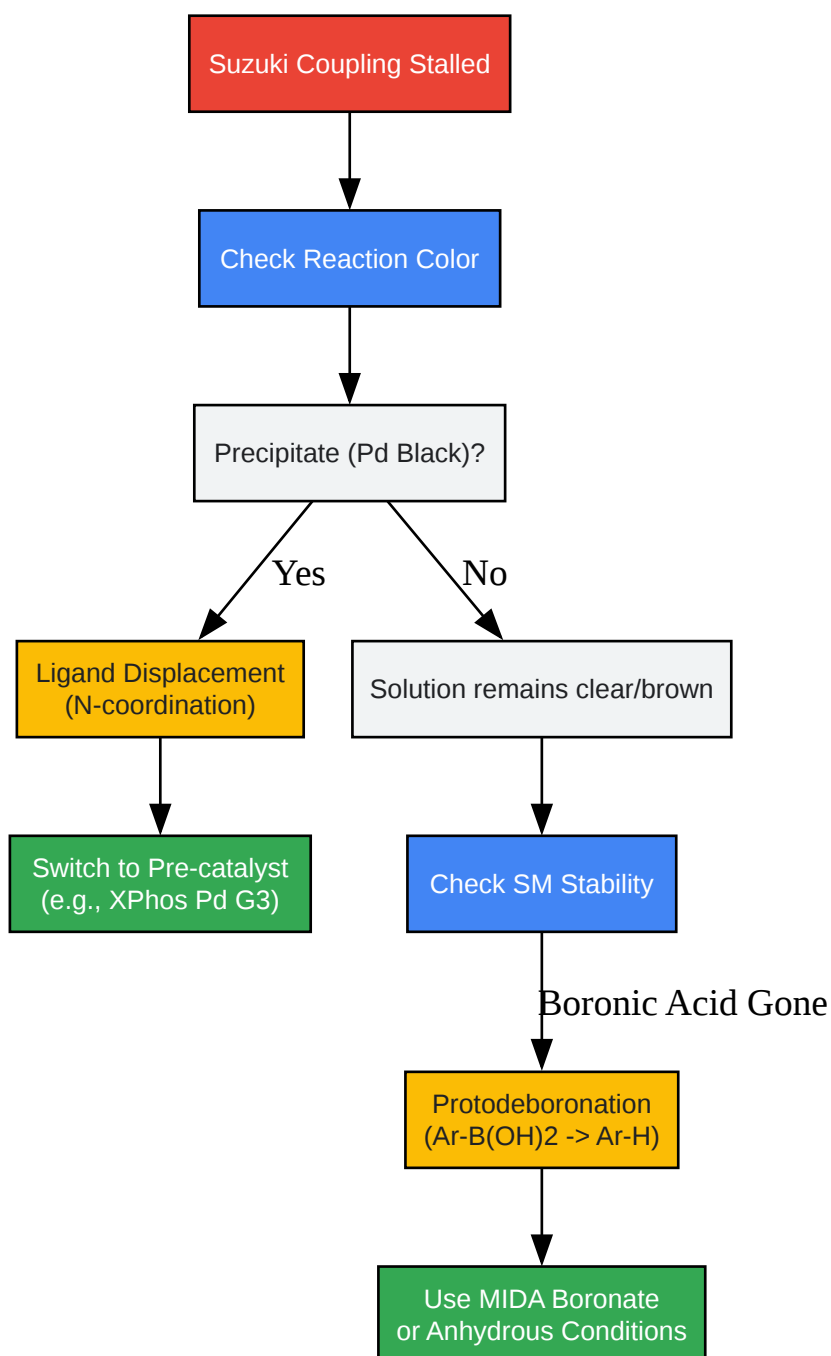 Suzuki Coupling Stalled
Check Reaction Color
Precipitate (Pd Black)?
Yes
No
Ligand Displacement
(N-coordination)
Solution remains clear/brown
Switch to Pre-catalyst
(e.g., XPhos Pd G3)
Check SM Stability
Boronic Acid Gone
Protodeboronation
(Ar-B(OH)2 -> Ar-H)
Use MIDA Boronate
or Anhydrous Conditions